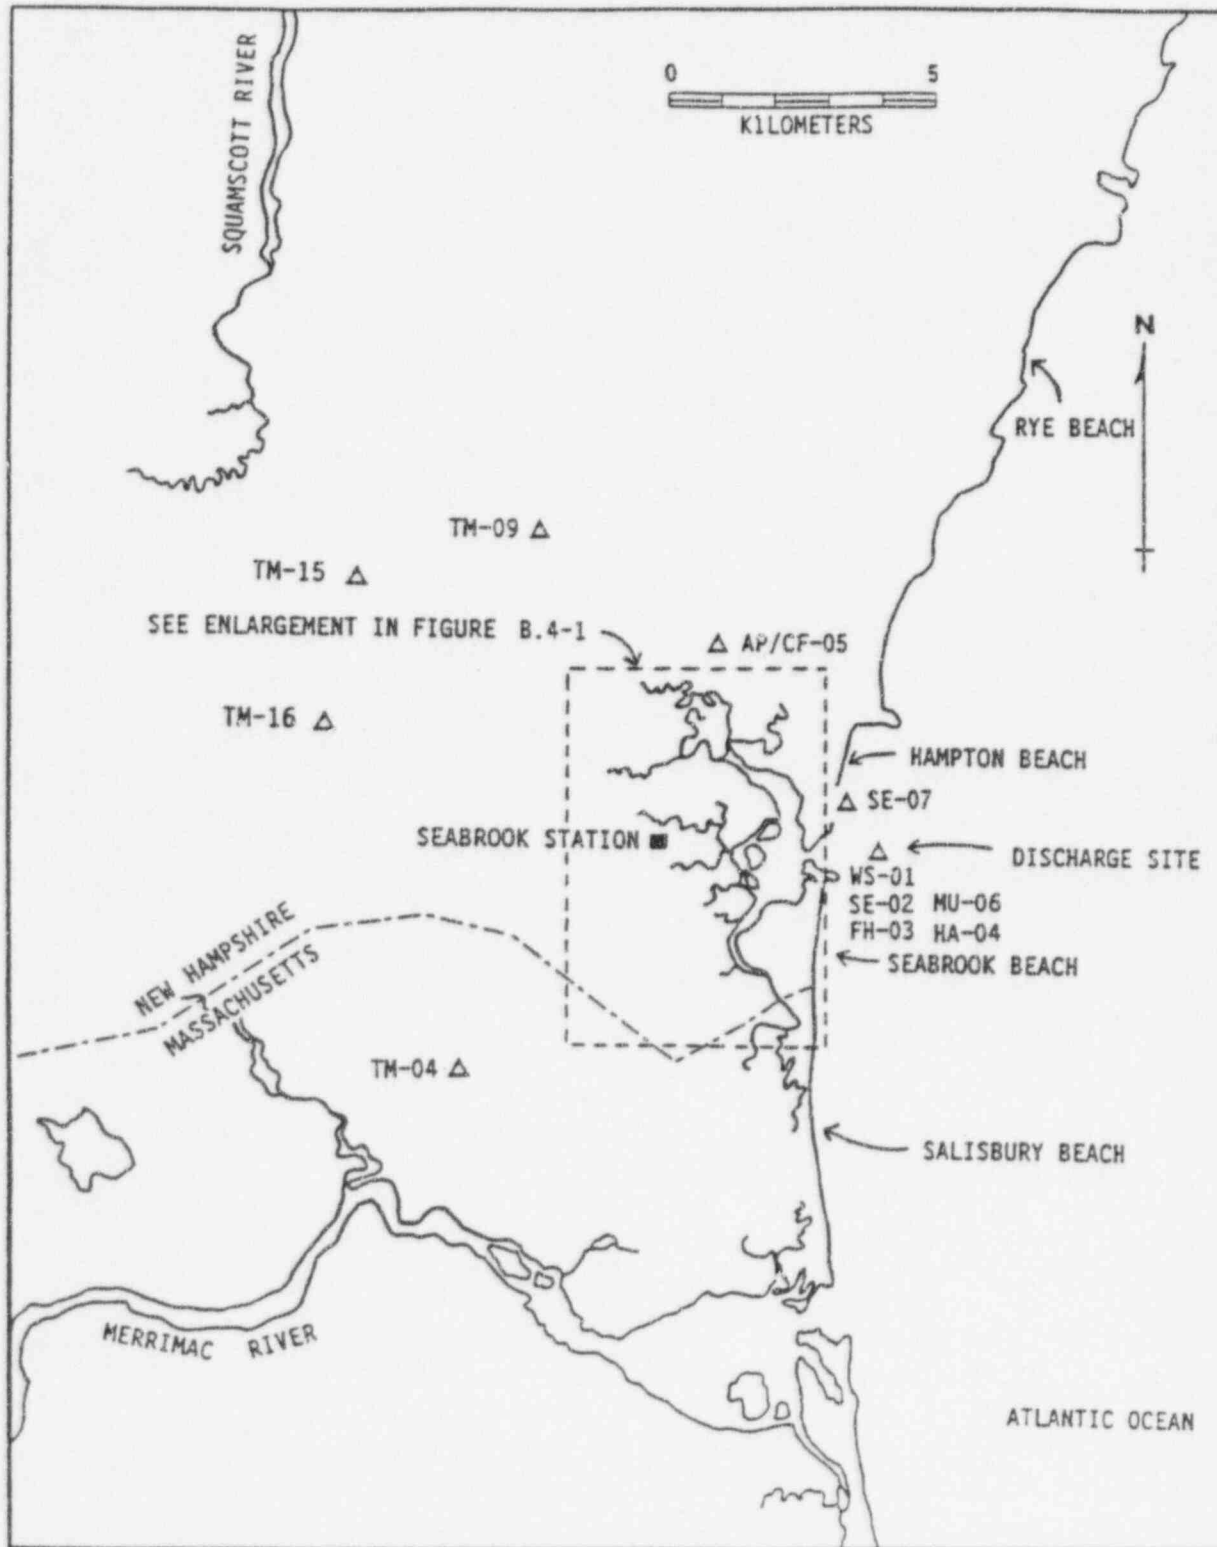 SQUAMSCOTT RIVER
0 5
KILOMETERS
N
RYE BEACH
TM-09
TM-15
SEE ENLARGEMENT IN FIGURE B.4-1
AP/CF-05
TM-16
HAMPTON BEACH
SE-07
SEABROOK STATION
DISCHARGE SITE
WS-01
SE-02 MU-06
FH-03 HA-04
SEABROOK BEACH
NEW HAMPSHIRE
MASSACHUSETTS
TM-04
SALISBURY BEACH
MERRIMAC RIVER
ATLANTIC OCEAN